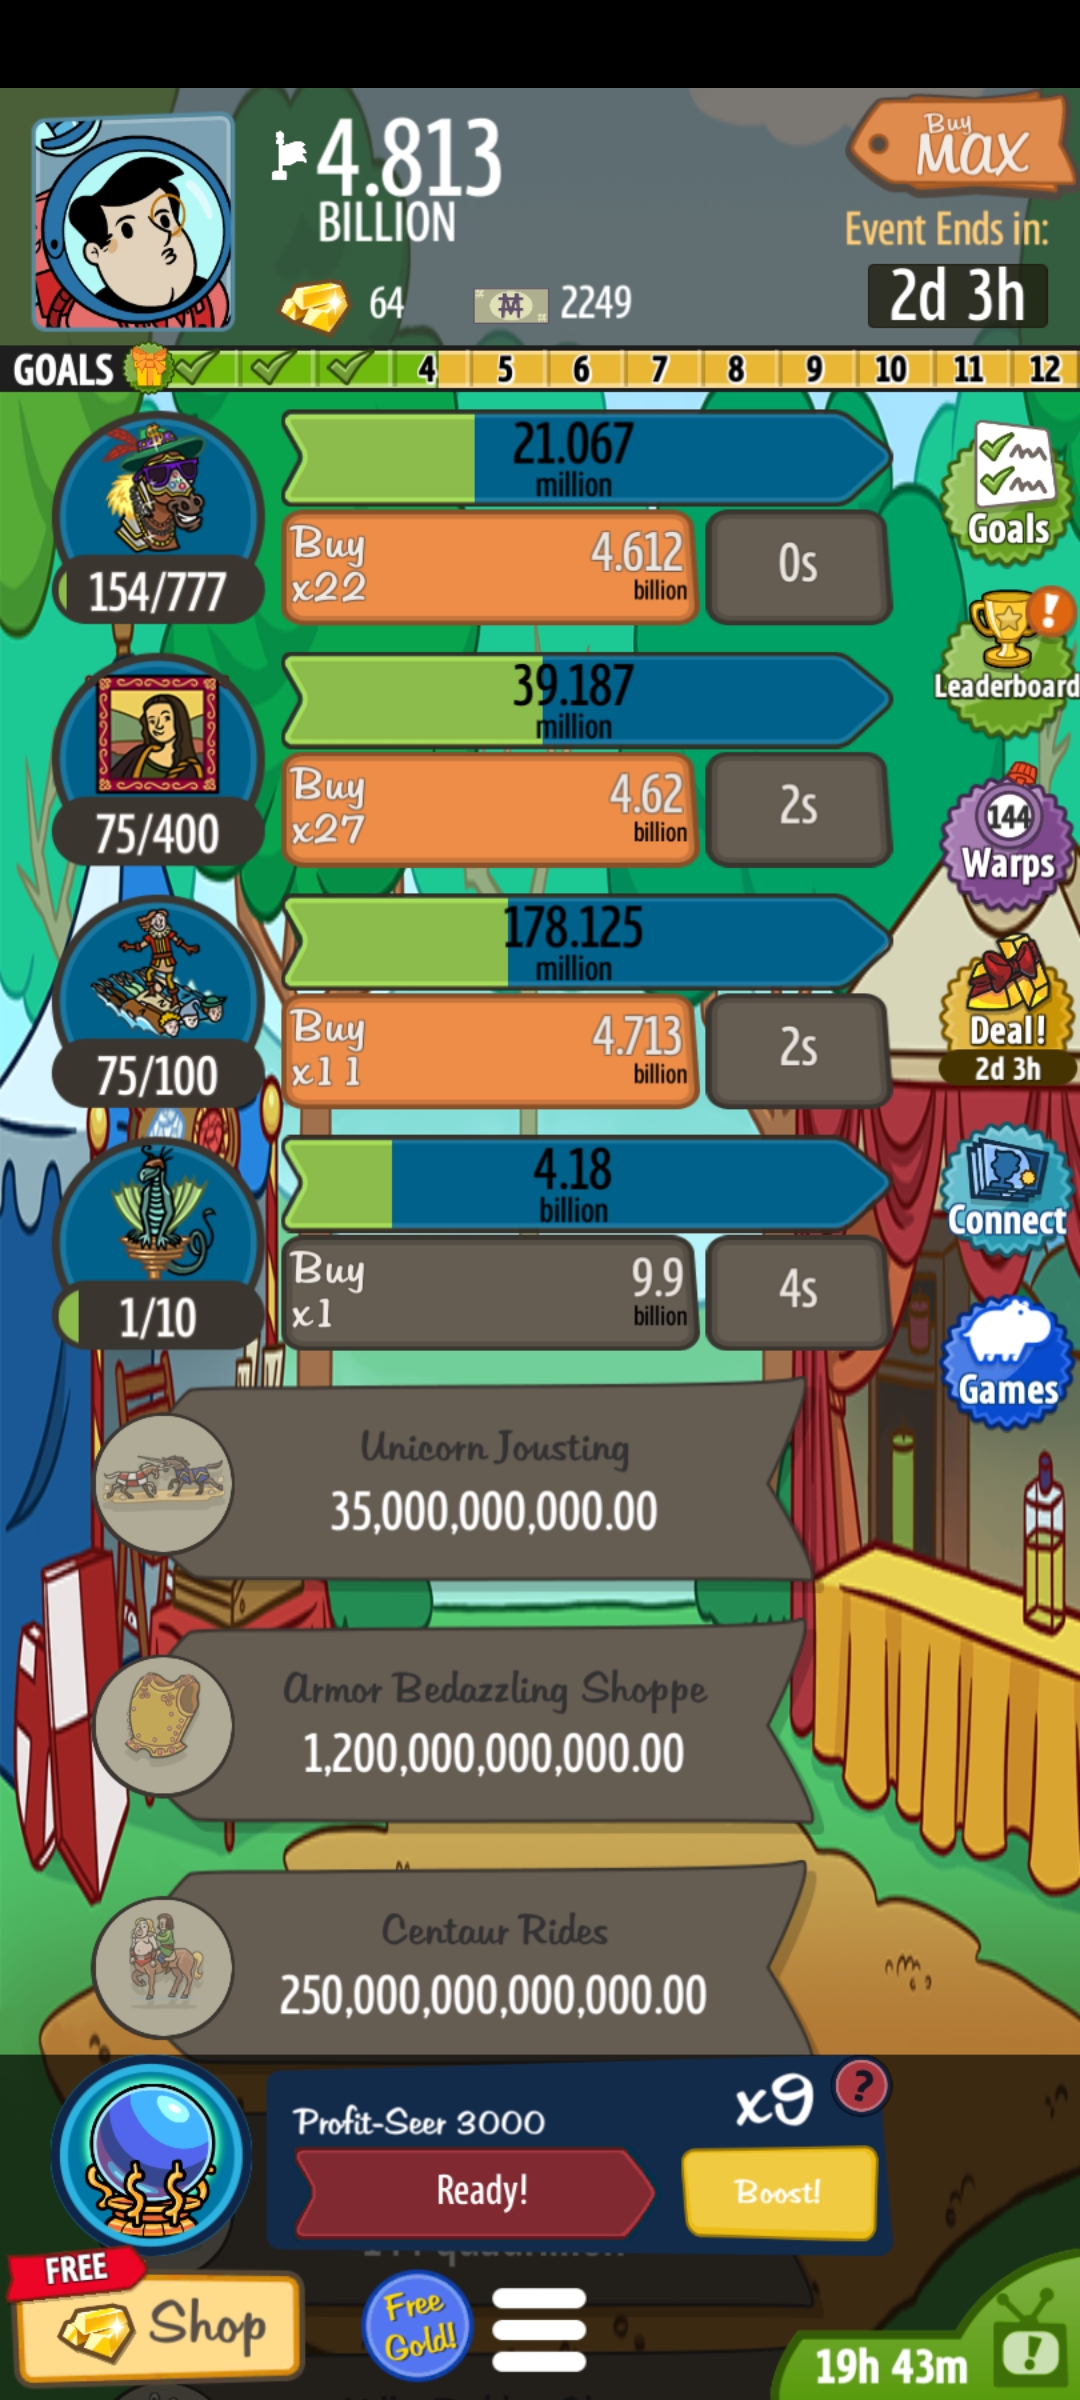 4.813
BILLION
64
2249
Buy
MAX
Event Ends in:
2d 3h
GOALS
4 5 6 7 8 9 10 11 12
21.067
million
154/777
Buy
x22
4.612
billion
0s
Goals
39.187
million
75/400
Buy
x27
4.62
billion
2s
!
Leaderboard
178.125
million
75/100
Buy
x11
4.713
billion
2s
144
Warps
Deal!
2d 3h
4.18
billion
1/10
Buy
x1
9.9
billion
4s
Connect
Games
Unicorn Jousting
35,000,000,000.00
Armor Bedazzling Shoppe
1,200,000,000,000.00
Centaur Rides
250,000,000,000,000.00
Profit-Seer 3000
x9
?
Ready!
Boost!
FREE
Shop
Free
Gold!
19h 43m
!